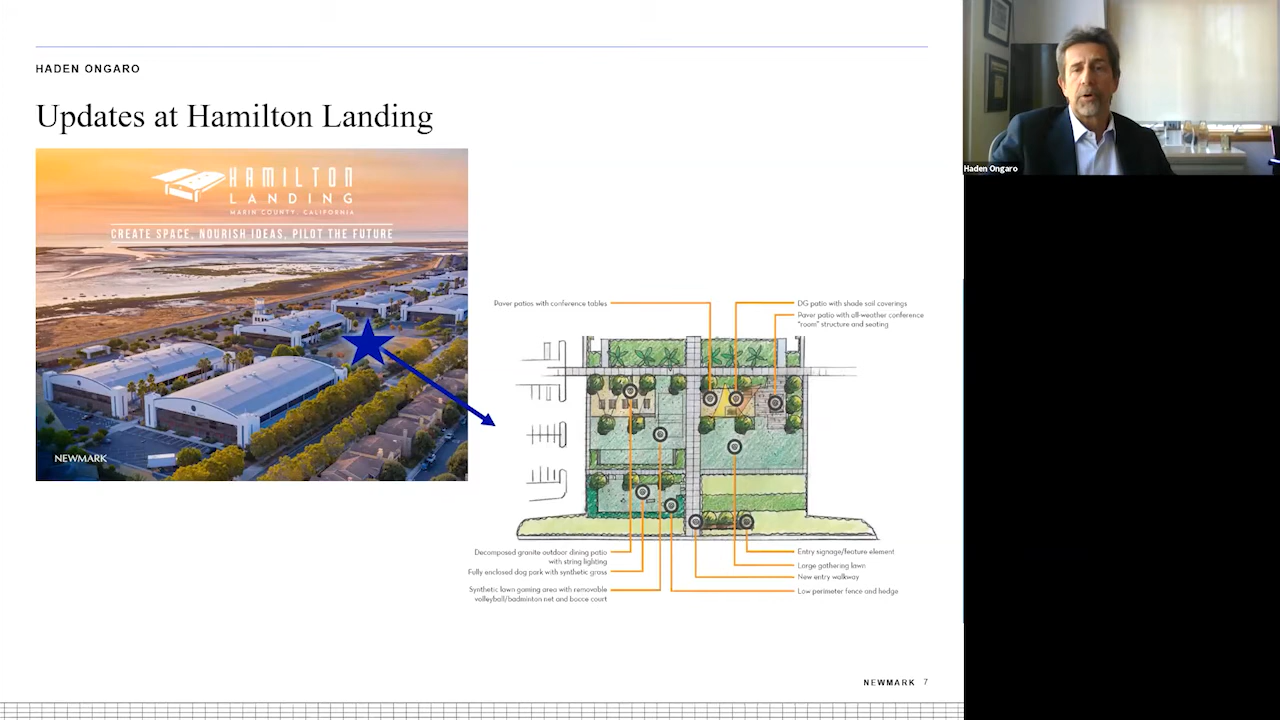 HADEN ONGARO
Updates at Hamilton Landing
HAMILTON
LANDING
MARIN COUNTY, CALIFORNIA
CREATE SPACE, NOURISH IDEAS, PILOT THE FUTURE
NEWMARK
Paver patios with conference tables
DG patio with shade sail coverings
Paver patio with all-weather conference
"room" structure and seating
Decomposed granite outdoor dining patio
with string lighting
Fully enclosed dog park with synthetic grass
Synthetic lawn gaming area with removable
volleyball/badminton net and bocce court
Entry signage/feature element
Large gathering lawn
New entry walkway
Low perimeter fence and hedge
NEWMARK 7
Haden Ongaro